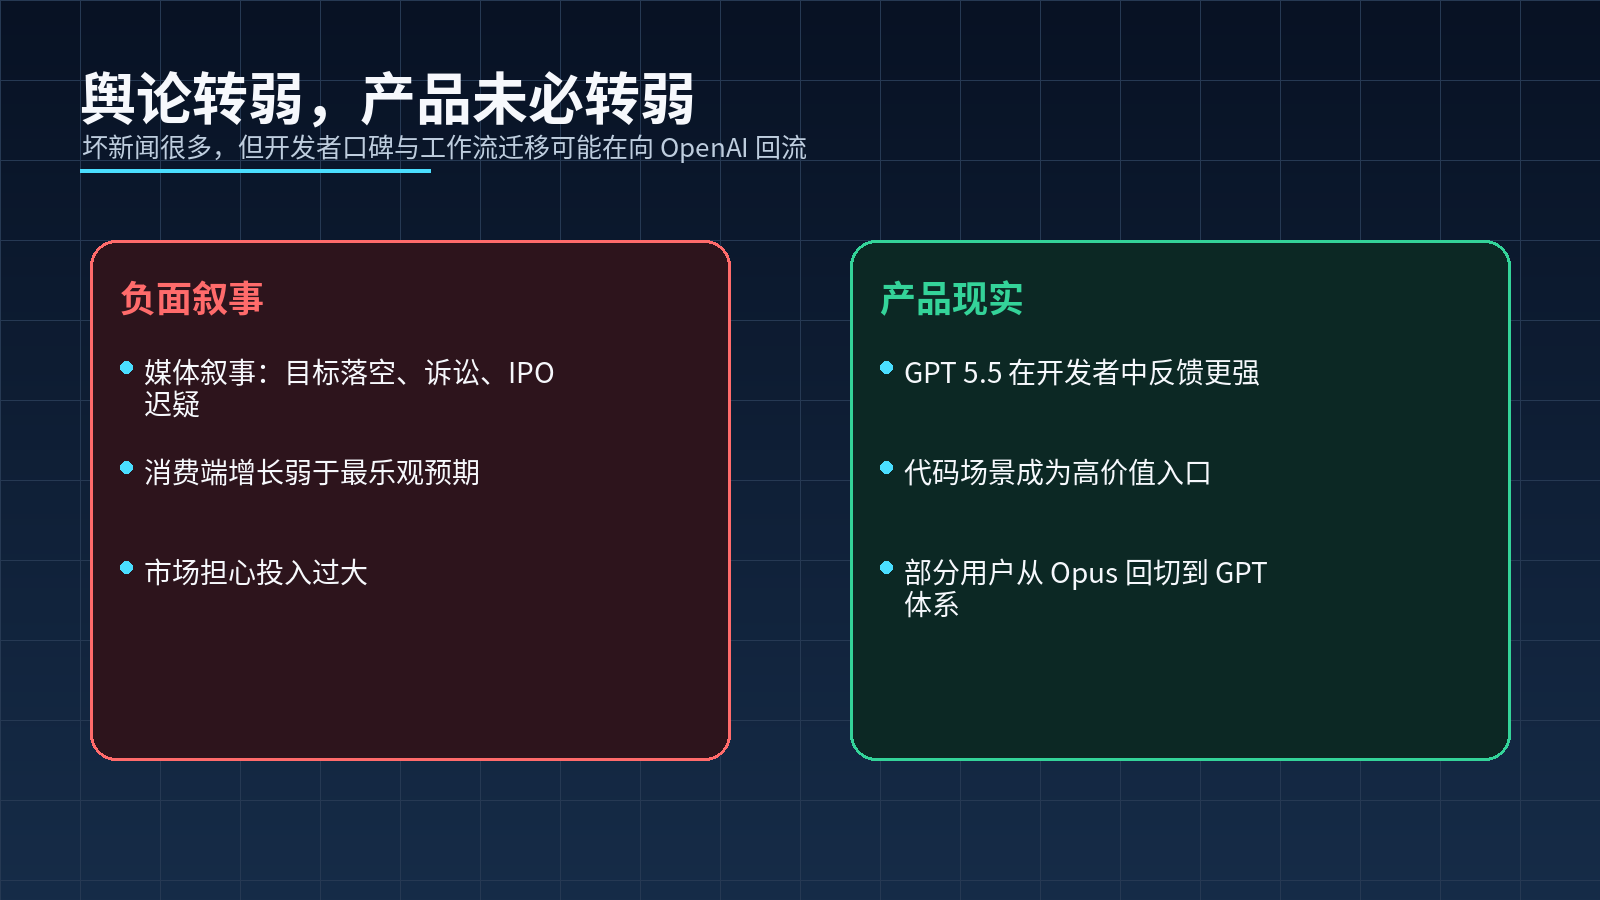 舆论转弱，产品未必转弱
坏新闻很多，但开发者口碑与工作流迁移可能在向 OpenAI 回流
负面叙事
媒体叙事：目标落空、诉讼、IPO
迟疑
消费端增长弱于最乐观预期
市场担心投入过大
产品现实
GPT 5.5 在开发者中反馈更强
代码场景成为高价值入口
部分用户从 Opus 回切到 GPT
体系